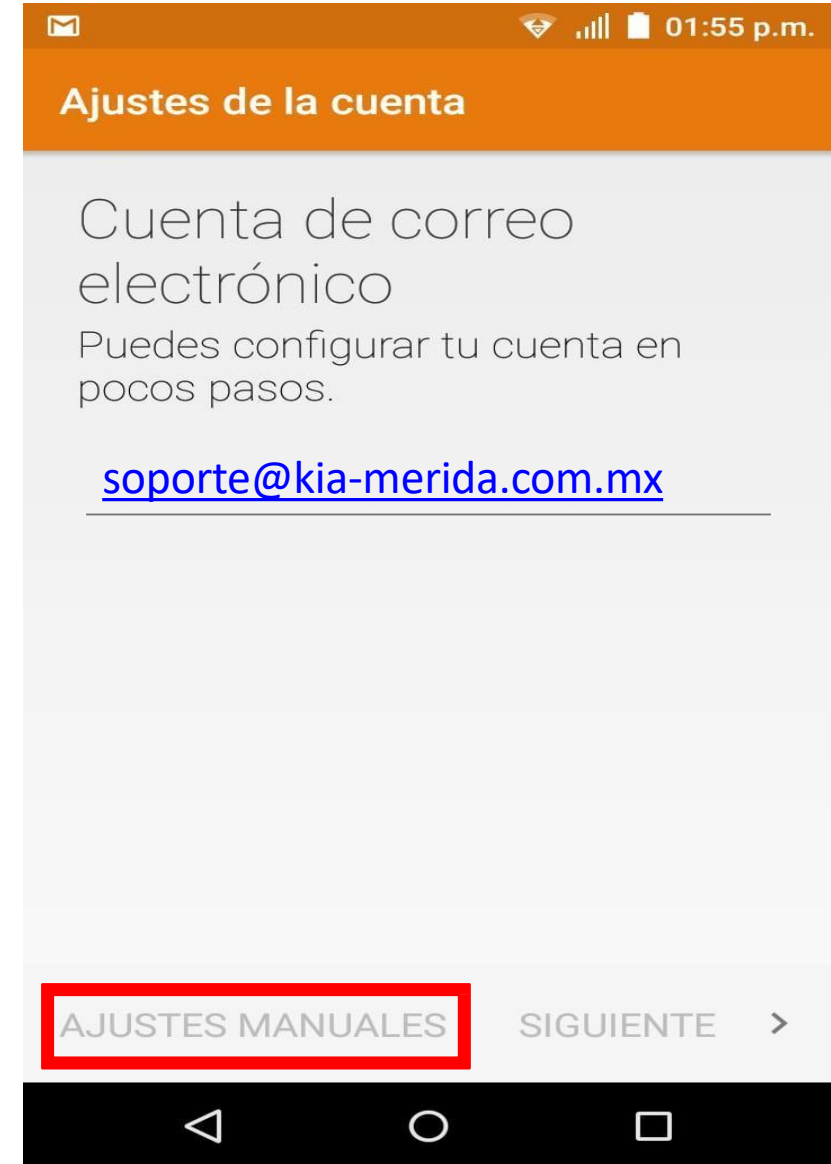 01:55 p.m.
Ajustes de la cuenta
Cuenta de correo
electrónico
Puedes configurar tu cuenta en
pocos pasos.
soporte@kia-merida.com.mx
AJUSTES MANUALES SIGUIENTE >